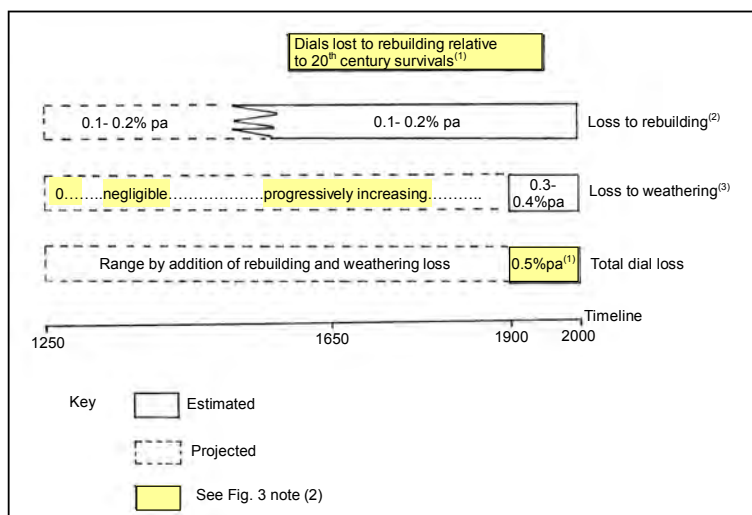 Dials lost to rebuilding relative
to 20th century survivals(1)
0.1- 0.2% pa
0.1- 0.2% pa
Loss to rebuilding(2)
0.... ....negligible.....................progressively increasing...........
0.3-
0.4%pa
Loss to weathering(3)
Range by addition of rebuilding and weathering loss
0.5%pa(1)
Total dial loss
Timeline
1250
1650
1900
2000
Key
Estimated
Projected
See Fig. 3 note (2)